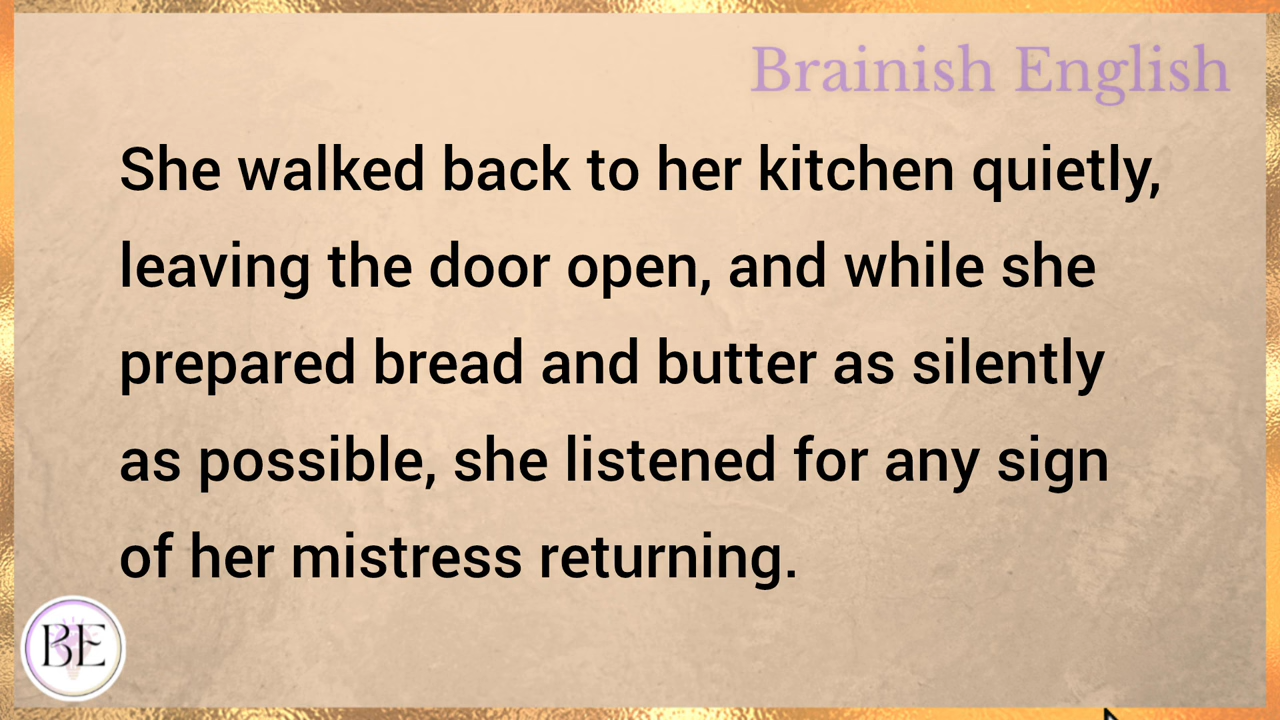 Brainish English
She walked back to her kitchen quietly,
leaving the door open, and while she
prepared bread and butter as silently
as possible, she listened for any sign
of her mistress returning.
BE